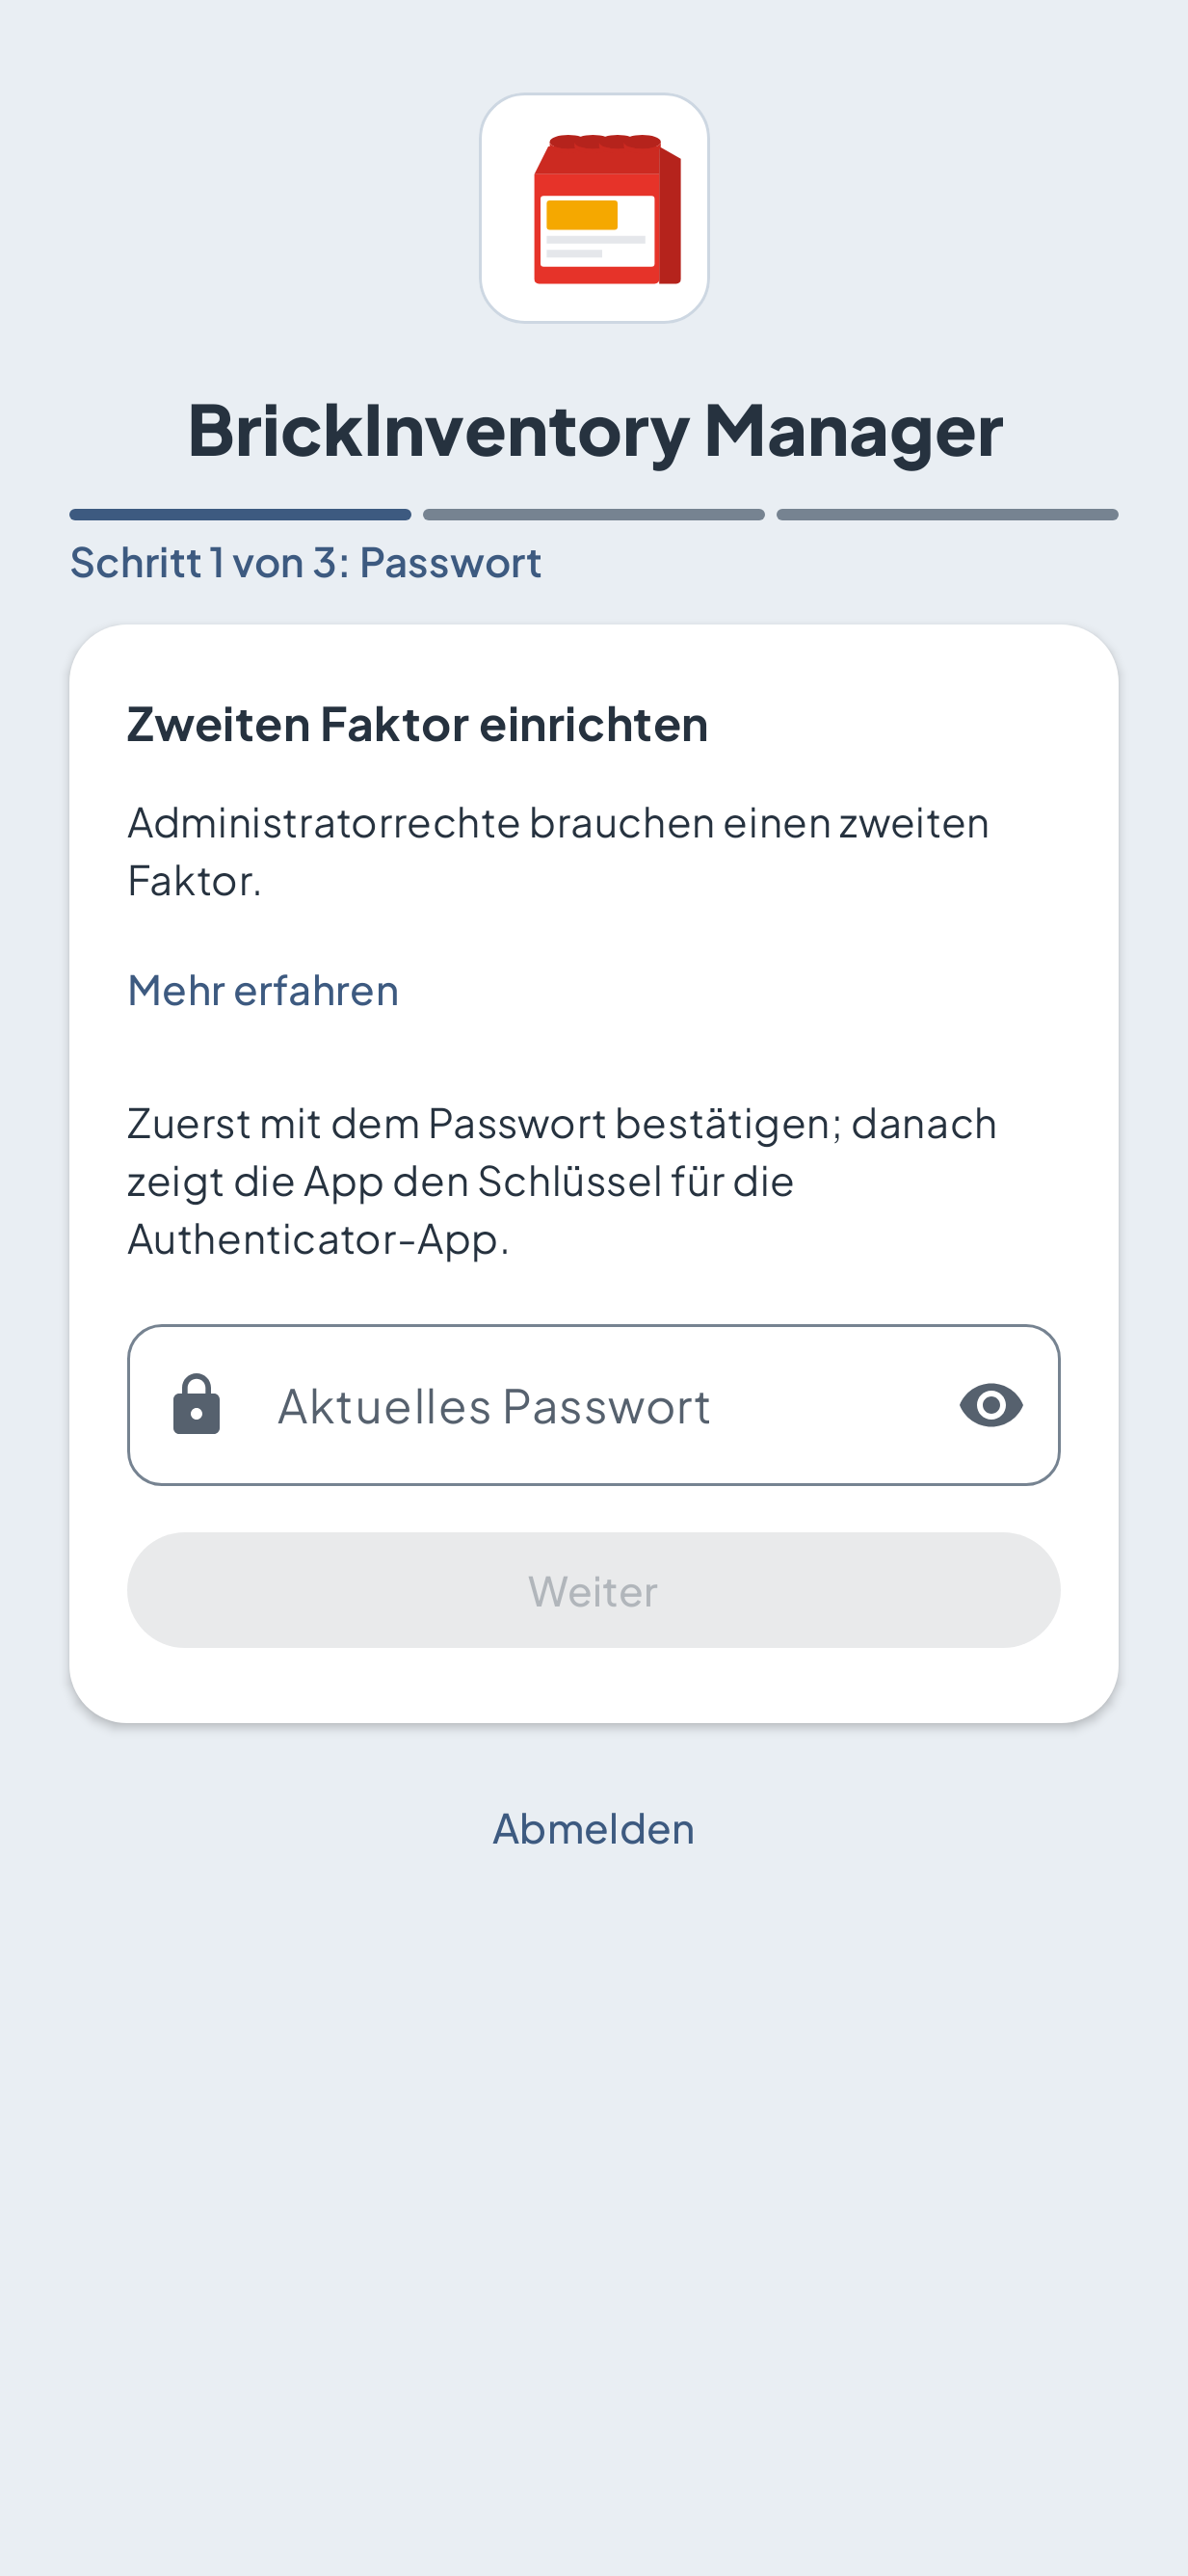 BrickInventory Manager
Schritt 1 von 3: Passwort
Zweiten Faktor einrichten
Administratorrechte brauchen einen zweiten
Faktor.
Mehr erfahren
Zuerst mit dem Passwort bestätigen; danach
zeigt die App den Schlüssel für die
Authenticator-App.
Aktuelles Passwort
Weiter
Abmelden